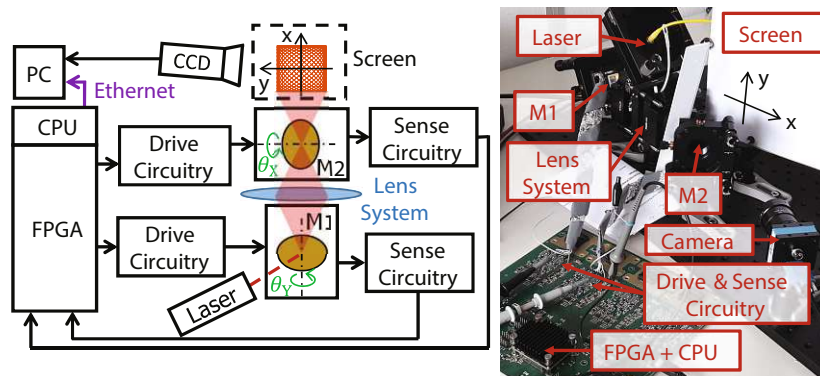 PC
CCD
x
y
Screen
Ethernet
CPU
Drive
Circuitry
θX
M2
Sense
Circuitry
Lens
System
FPGA
Drive
Circuitry
M1
θY
Sense
Circuitry
Laser
Laser
Screen
M1
y
x
Lens
System
M2
Camera
Drive & Sense
Circuitry
FPGA + CPU